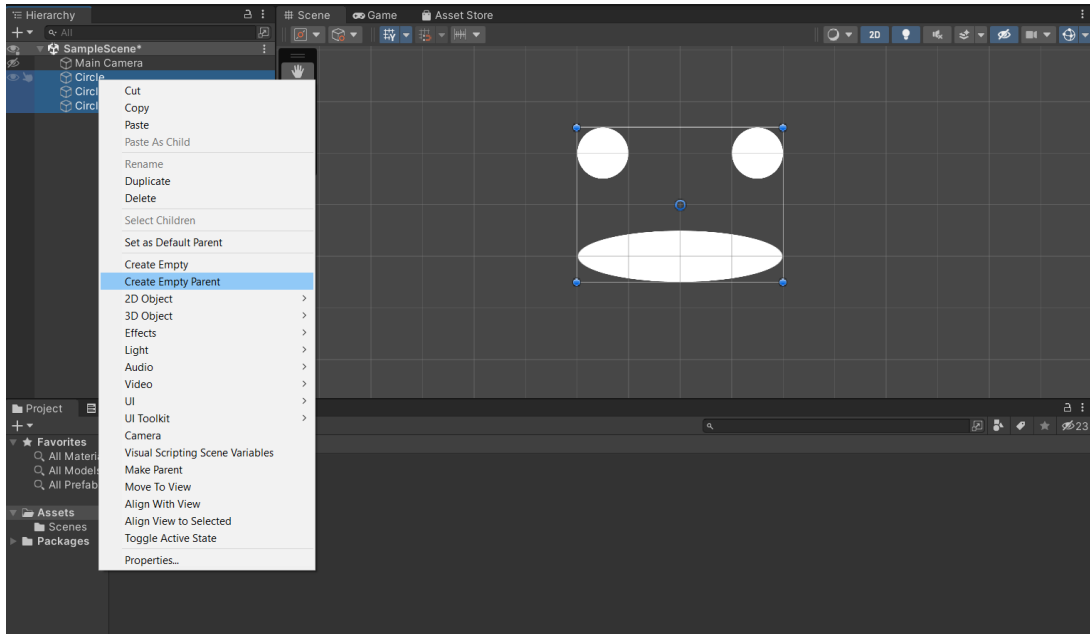 Hierarchy
Scene
Game
Asset Store
All
2D
SampleScene*
Main Camera
Circle
Circl
Circl
Cut
Copy
Paste
Paste As Child
Rename
Duplicate
Delete
Select Children
Set as Default Parent
Create Empty
Create Empty Parent
2D Object
3D Object
Effects
Light
Audio
Video
UI
UI Toolkit
Camera
Visual Scripting Scene Variables
Make Parent
Move To View
Align With View
Align View to Selected
Toggle Active State
Properties...
Project
23
Favorites
All Materi
All Models
All Prefab
Assets
Scenes
Packages